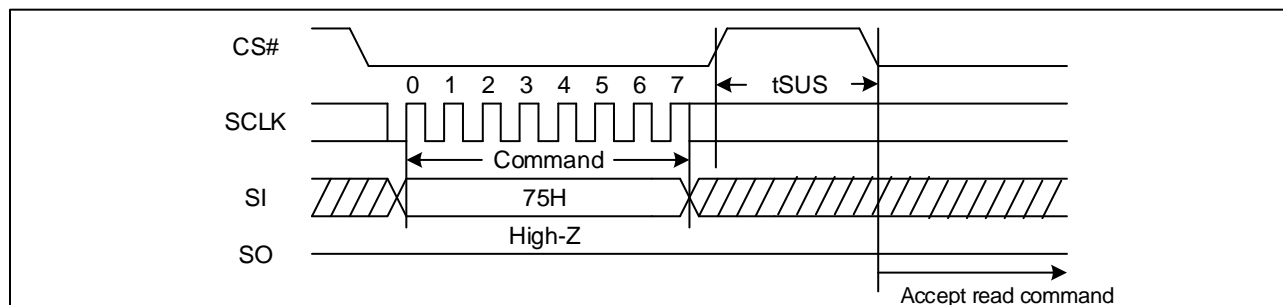 CS#
tSUS
0 1 2 3 4 5 6 7
SCLK
Command
SI
75H
High-Z
SO
Accept read command